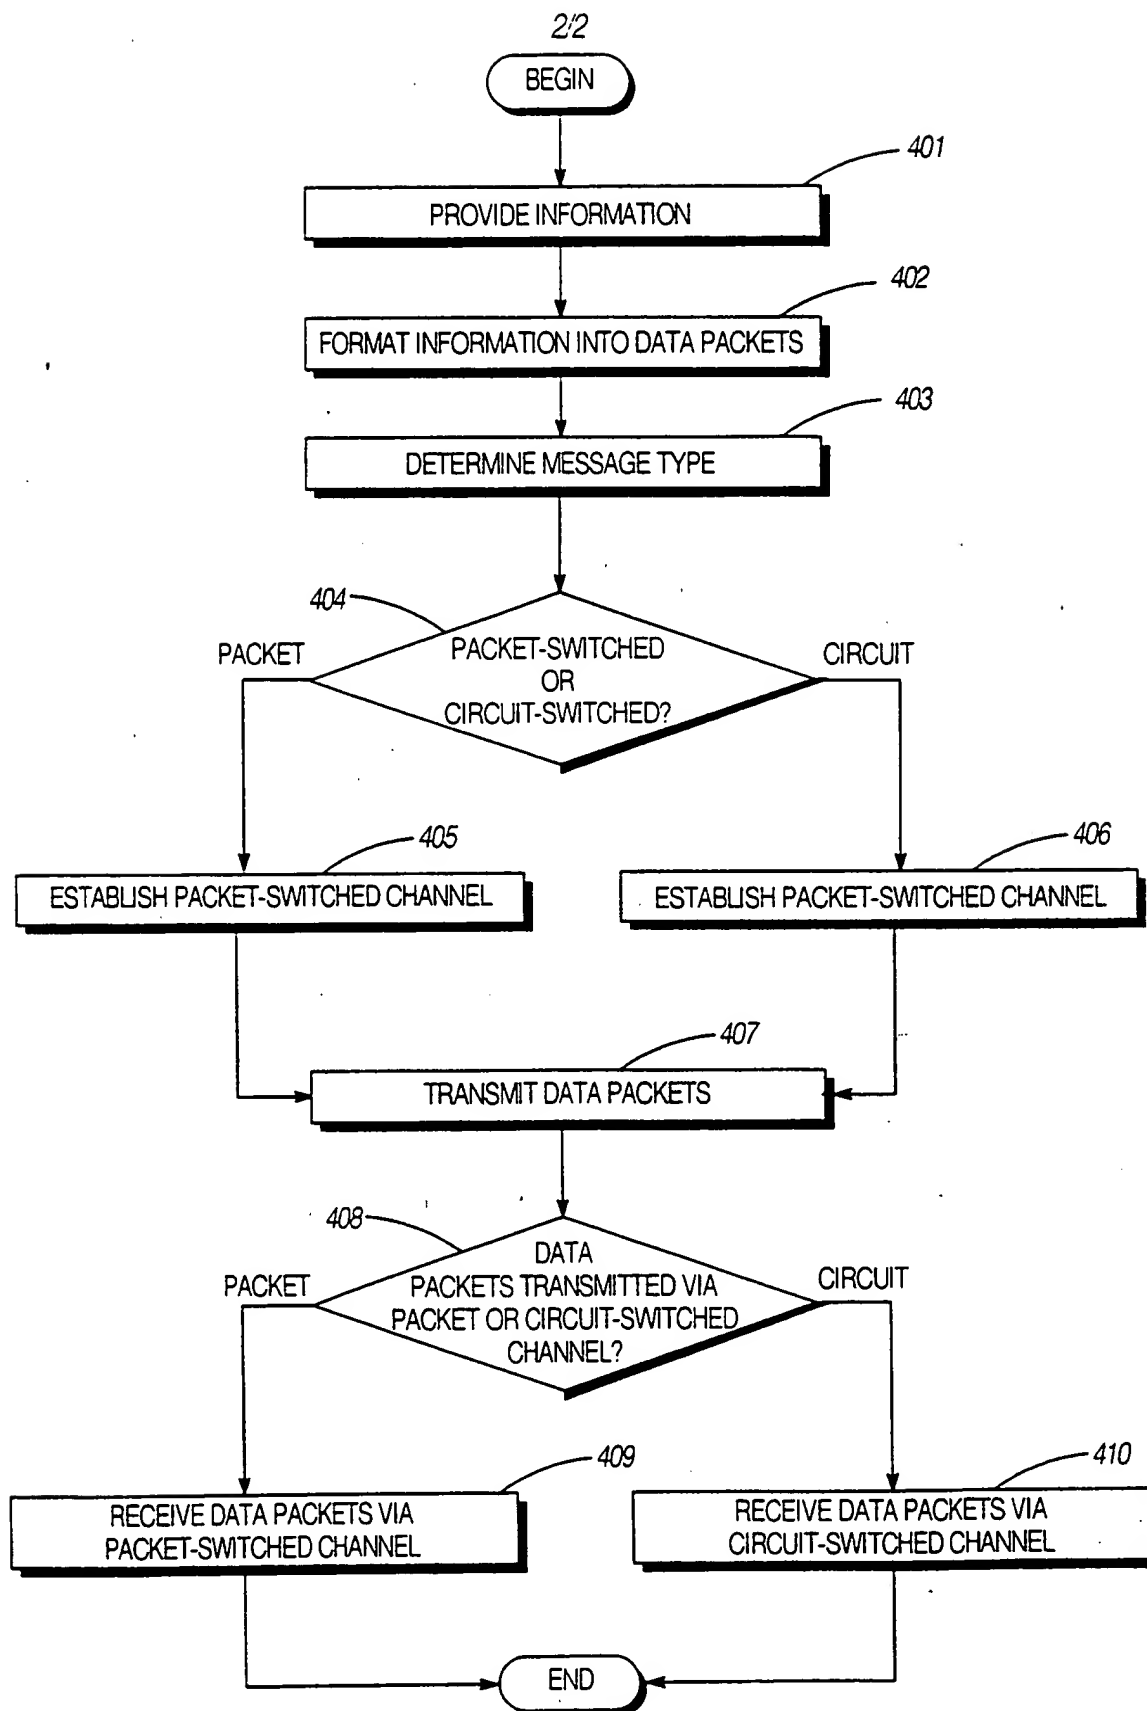 2/2
BEGIN
401
PROVIDE INFORMATION
402
FORMAT INFORMATION INTO DATA PACKETS
403
DETERMINE MESSAGE TYPE
404
PACKET
PACKET-SWITCHED
OR
CIRCUIT-SWITCHED?
CIRCUIT
405
ESTABLISH PACKET-SWITCHED CHANNEL
406
ESTABLISH PACKET-SWITCHED CHANNEL
407
TRANSMIT DATA PACKETS
408
PACKET
DATA
PACKETS TRANSMITTED VIA
PACKET OR CIRCUIT-SWITCHED
CHANNEL?
CIRCUIT
409
RECEIVE DATA PACKETS VIA
PACKET-SWITCHED CHANNEL
410
RECEIVE DATA PACKETS VIA
CIRCUIT-SWITCHED CHANNEL
END